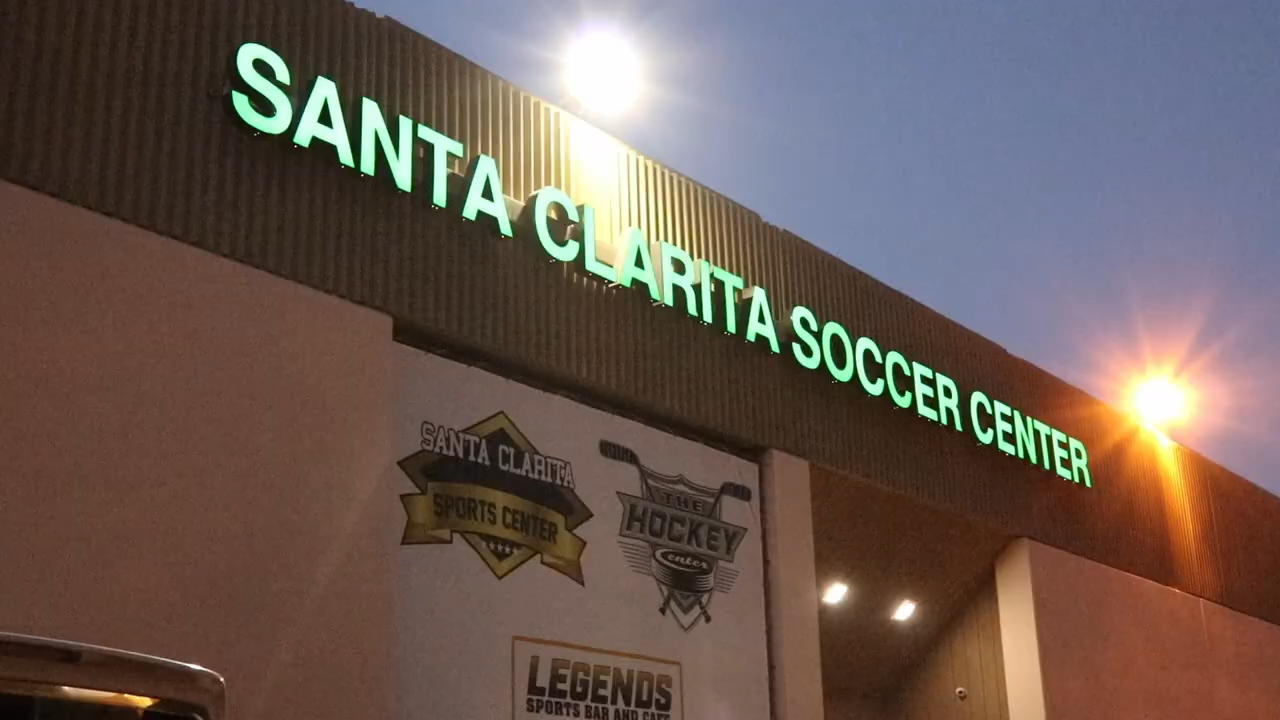 SANTA CLARITA SOCCER CENTER
SANTA CLARITA
SPORTS CENTER
THE
HOCKEY
Center
LEGENDS
SPORTS BAR AND CAFE